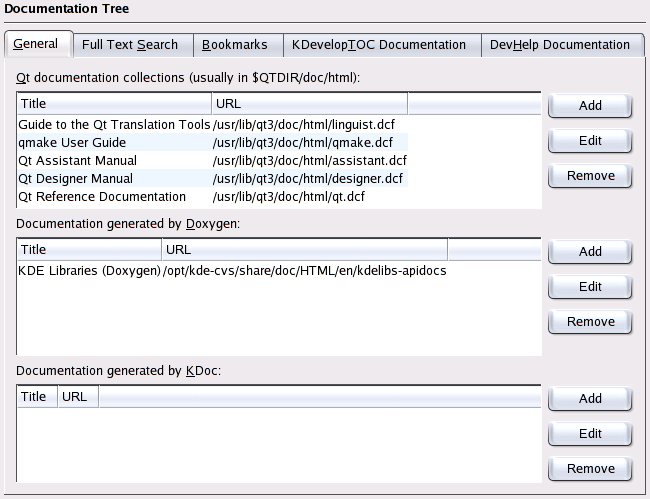 Documentation Tree
General Full Text Search Bookmarks KDevelopTOC Documentation DevHelp Documentation
Qt documentation collections (usually in $QTDIR/doc/html):
Title URL Add
Guide to the Qt Translation Tools /usr/lib/qt3/doc/html/linguist.dcf
qmake User Guide /usr/lib/qt3/doc/html/qmake.dcf Edit
Qt Assistant Manual /usr/lib/qt3/doc/html/assistant.dcf
Qt Designer Manual /usr/lib/qt3/doc/html/designer.dcf Remove
Qt Reference Documentation /usr/lib/qt3/doc/html/qt.dcf
Documentation generated by Doxygen:
Title URL Add
KDE Libraries (Doxygen) /opt/kde-cvs/share/doc/HTML/en/kdelibs-apidocs
Edit
Remove
Documentation generated by KDoc:
Title URL Add
Edit
Remove